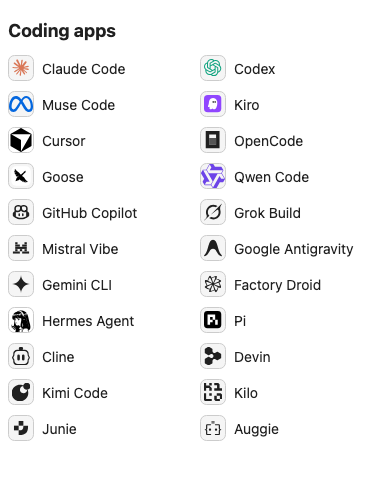 Coding apps
Claude Code
Codex
Muse Code
Kiro
Cursor
OpenCode
Goose
Qwen Code
GitHub Copilot
Grok Build
Mistral Vibe
Google Antigravity
Gemini CLI
Factory Droid
Hermes Agent
Pi
Cline
Devin
Kimi Code
Kilo
Junie
Auggie